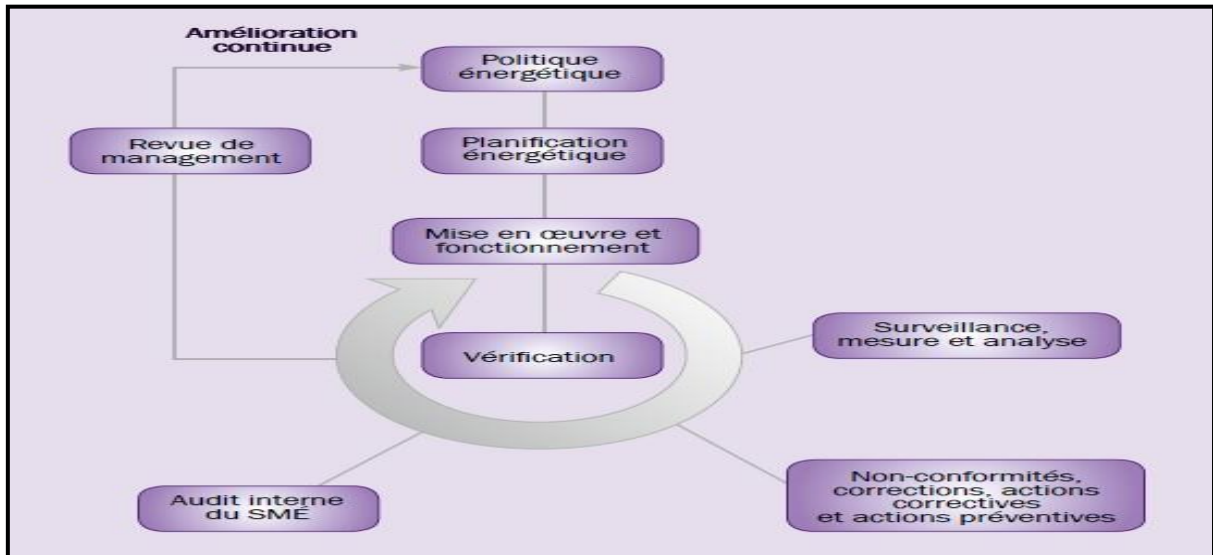 Amélioration
continue
Politique
énergétique
Revue de
management
Planification
énergétique
Mise en œuvre et
fonctionnement
Vérification
Surveillance,
mesure et analyse
Audit interne
du SMÉ
Non-conformités,
corrections, actions
correctives
et actions préventives